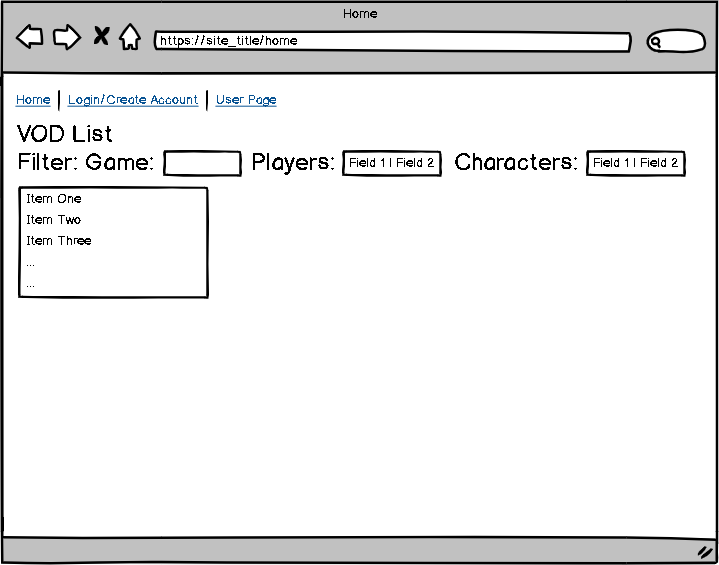 Home
https://site_title/home
Home | Login/Create Account | User Page
VOD List
Filter: Game: Players: Field 1 | Field 2 Characters: Field 1 | Field 2
Item One
Item Two
Item Three
...
...